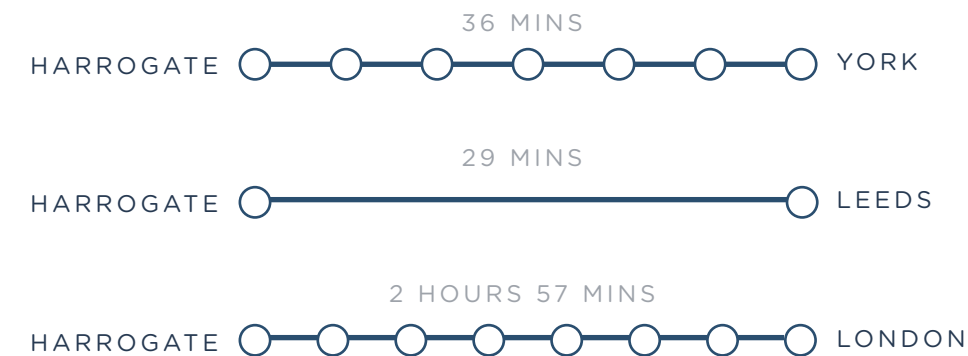 36 MINS
HARROGATE YORK
29 MINS
HARROGATE LEEDS
2 HOURS 57 MINS
HARROGATE LONDON